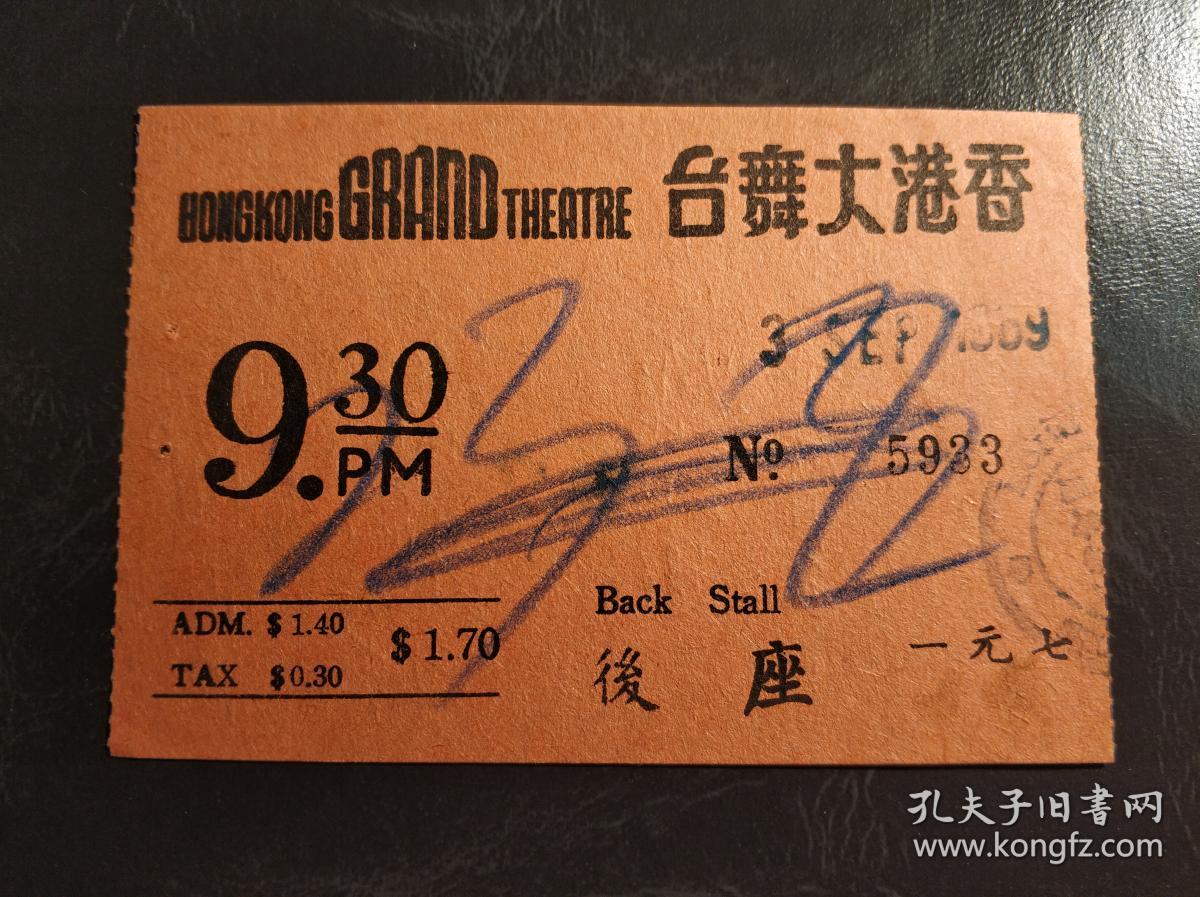 HONGKONG GRAND THEATRE
香港大舞台
3 SEP 1969
9.30 PM
Nº 5933
ADM. $ 1.40
TAX $0.30
$ 1.70
Back Stall
後座
一元七
孔夫子旧书网
www.kongfz.com